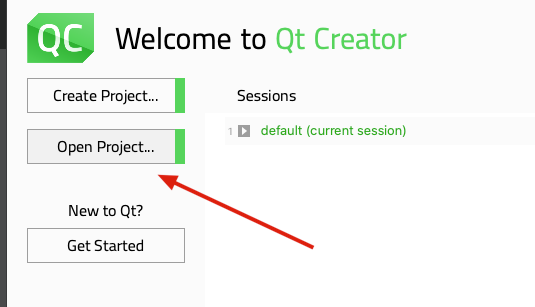 QC Welcome to Qt Creator
Create Project...
Open Project...
New to Qt?
Get Started
Sessions
1 default (current session)